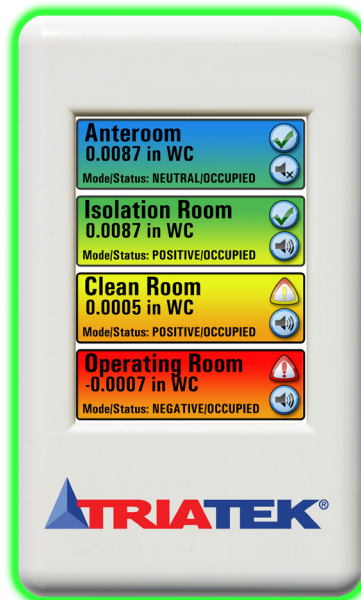 Anteroom
0.0087 in WC
Mode/Status: NEUTRAL/OCCUPIED
Isolation Room
0.0087 in WC
Mode/Status: POSITIVE/OCCUPIED
Clean Room
0.0005 in WC
Mode/Status: POSITIVE/OCCUPIED
Operating Room
-0.0007 in WC
Mode/Status: NEGATIVE/OCCUPIED
TRIATEK®